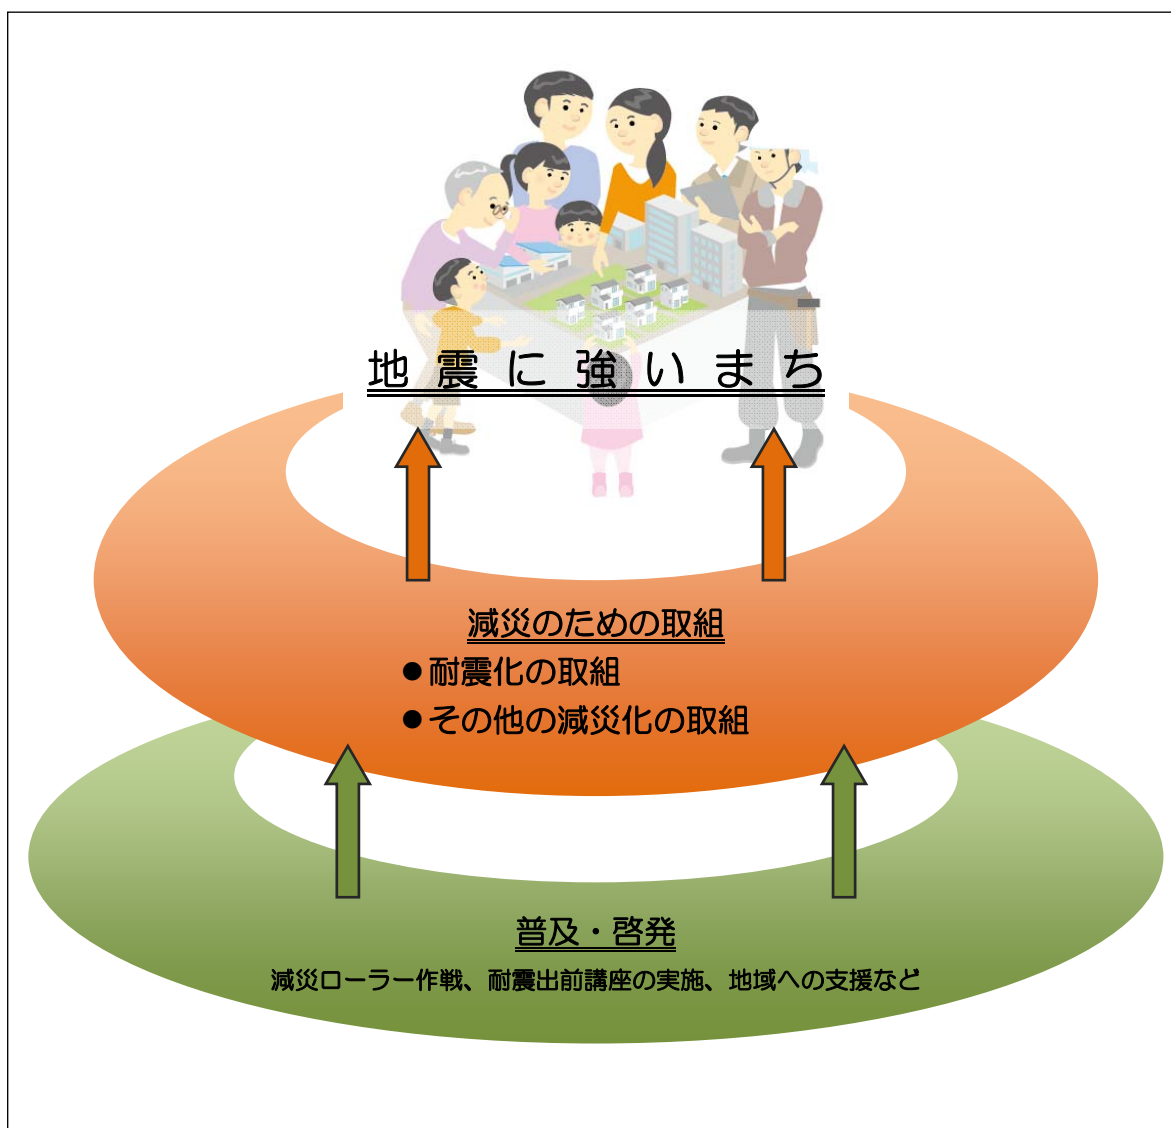 地震に強いまち
減災のための取組
●耐震化の取組
●その他の減災化の取組
普及・啓発
減災ローラー作戦、耐震出前講座の実施、地域への支援など